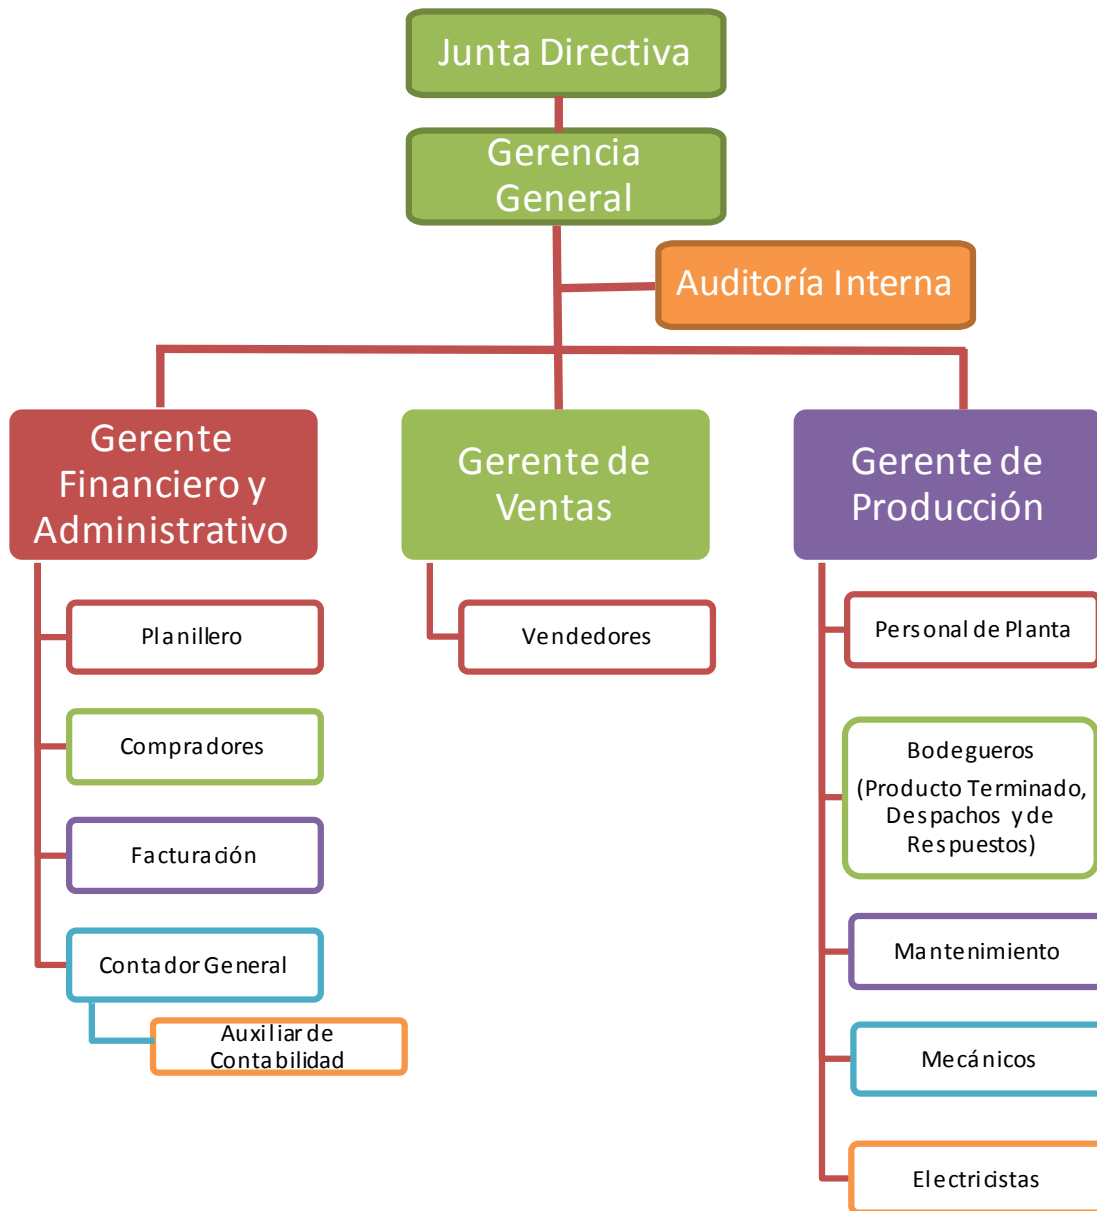 Junta Directiva
Gerencia
General
Auditoría Interna
Gerente
Financiero y
Administrativo
Gerente de
Ventas
Gerente de
Producción
Planillero
Compradores
Facturación
Contador General
Auxiliar de
Contabilidad
Vendedores
Personal de Planta
Bodegueros
(Producto Terminado,
Despachos y de
Respuestos)
Mantenimiento
Mecánicos
Electricistas